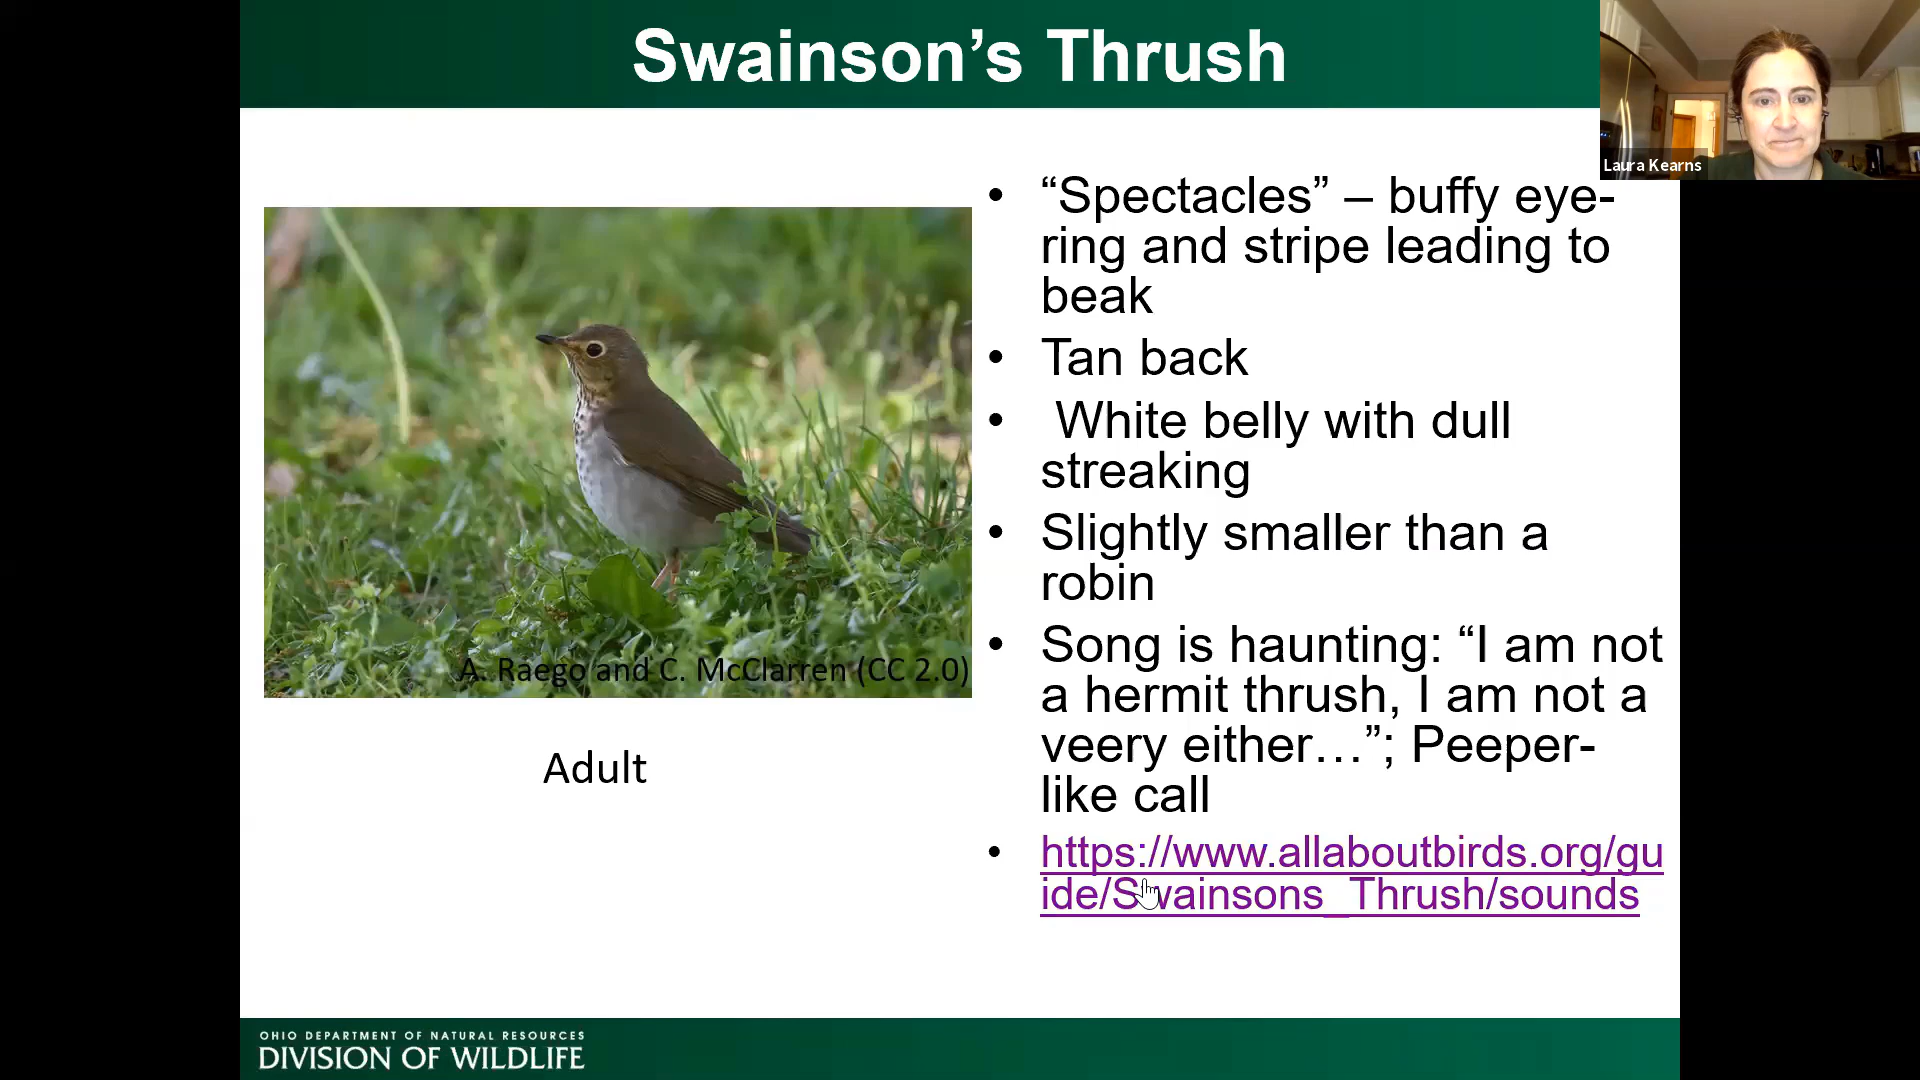 Swainson’s Thrush
Laura Kearns
• “Spectacles” – buffy eye-
ring and stripe leading to
beak
• Tan back
• White belly with dull
streaking
• Slightly smaller than a
robin
• Song is haunting: “I am not
a hermit thrush, I am not a
veery either…”; Peeper-
like call
• https://www.allaboutbirds.org/gu
ide/Swainsons_Thrush/sounds
A. Raego and C. McClarren (CC 2.0)
Adult
OHIO DEPARTMENT OF NATURAL RESOURCES
DIVISION OF WILDLIFE